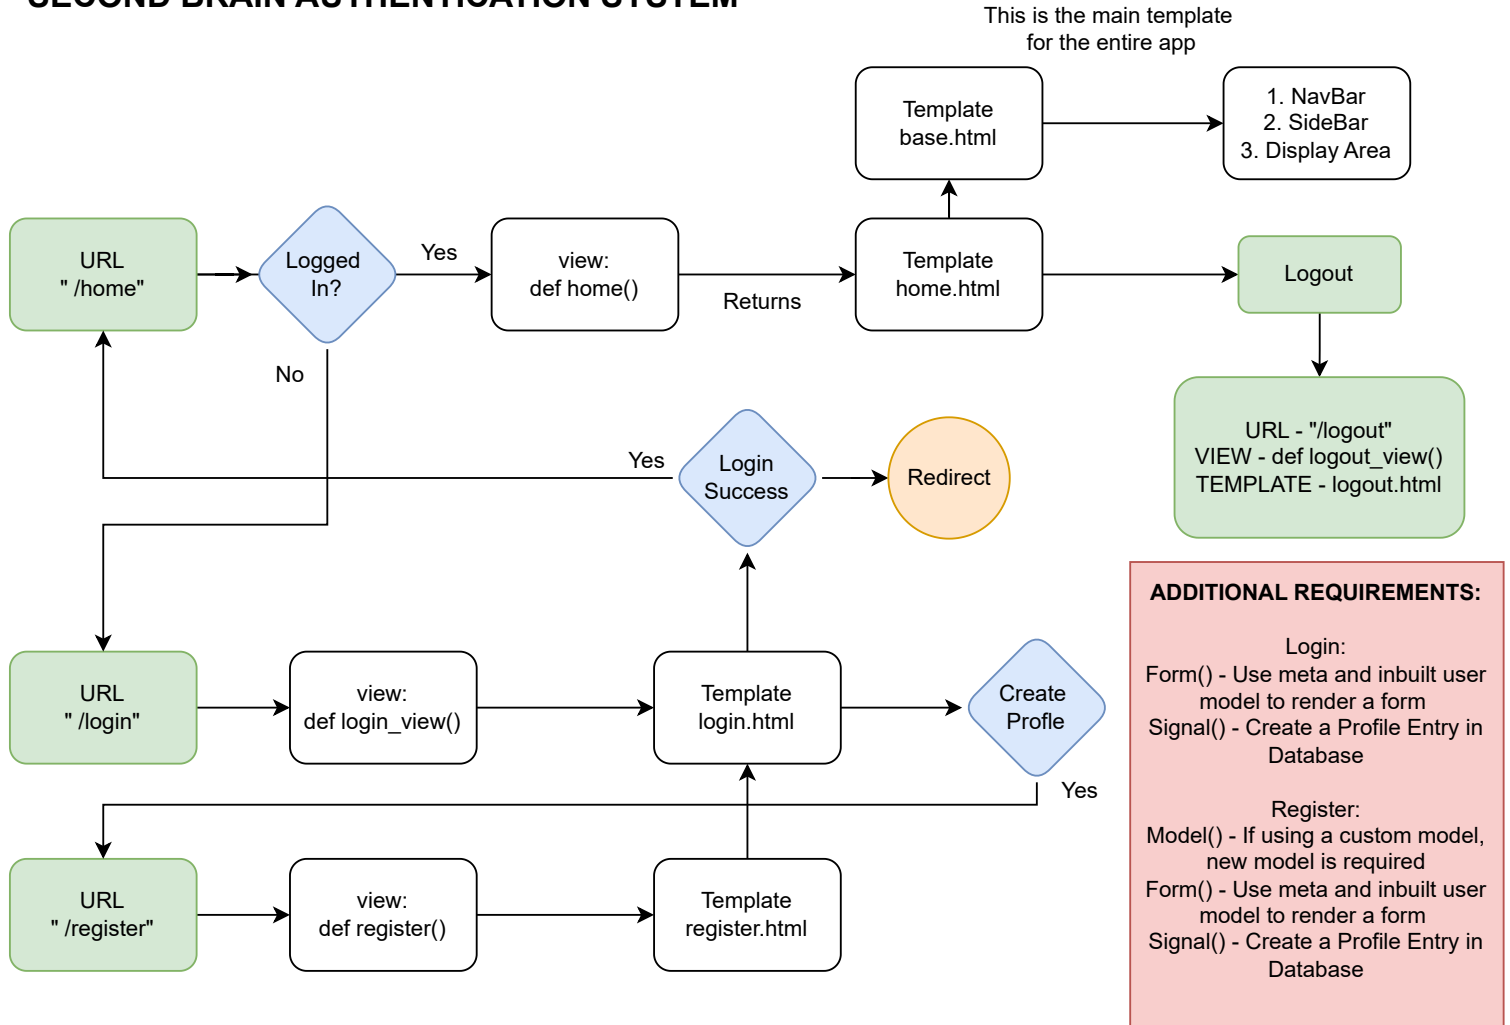 SECOND BRAIN AUTHENTICATION SYSTEM
This is the main template
for the entire app
Template
base.html
1. NavBar
2. SideBar
3. Display Area
URL
" /home"
Logged
In?
Yes
view:
def home()
Returns
Template
home.html
Logout
No
URL - "/logout"
VIEW - def logout_view()
TEMPLATE - logout.html
Yes
Login
Success
Redirect
URL
" /login"
view:
def login_view()
Template
login.html
Create
Profle
Yes
URL
" /register"
view:
def register()
Template
register.html
ADDITIONAL REQUIREMENTS:
Login:
Form() - Use meta and inbuilt user
model to render a form
Signal() - Create a Profile Entry in
Database
Register:
Model() - If using a custom model,
new model is required
Form() - Use meta and inbuilt user
model to render a form
Signal() - Create a Profile Entry in
Database